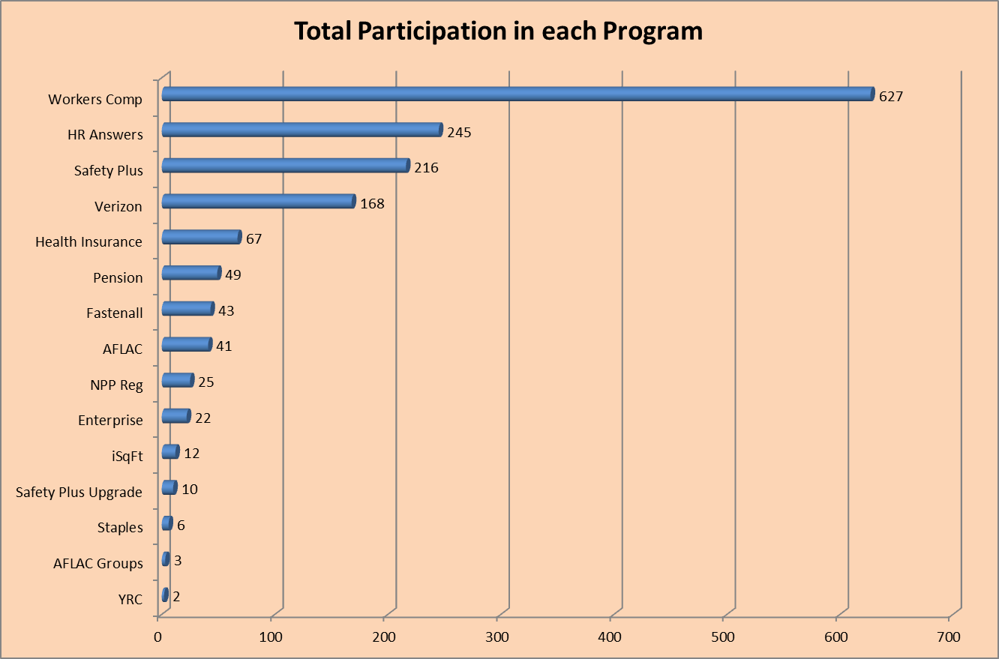 Total Participation in each Program
Workers Comp 627
HR Answers 245
Safety Plus 216
Verizon 168
Health Insurance 67
Pension 49
Fastenall 43
AFLAC 41
NPP Reg 25
Enterprise 22
iSqFt 12
Safety Plus Upgrade 10
Staples 6
AFLAC Groups 3
YRC 2
0 100 200 300 400 500 600 700